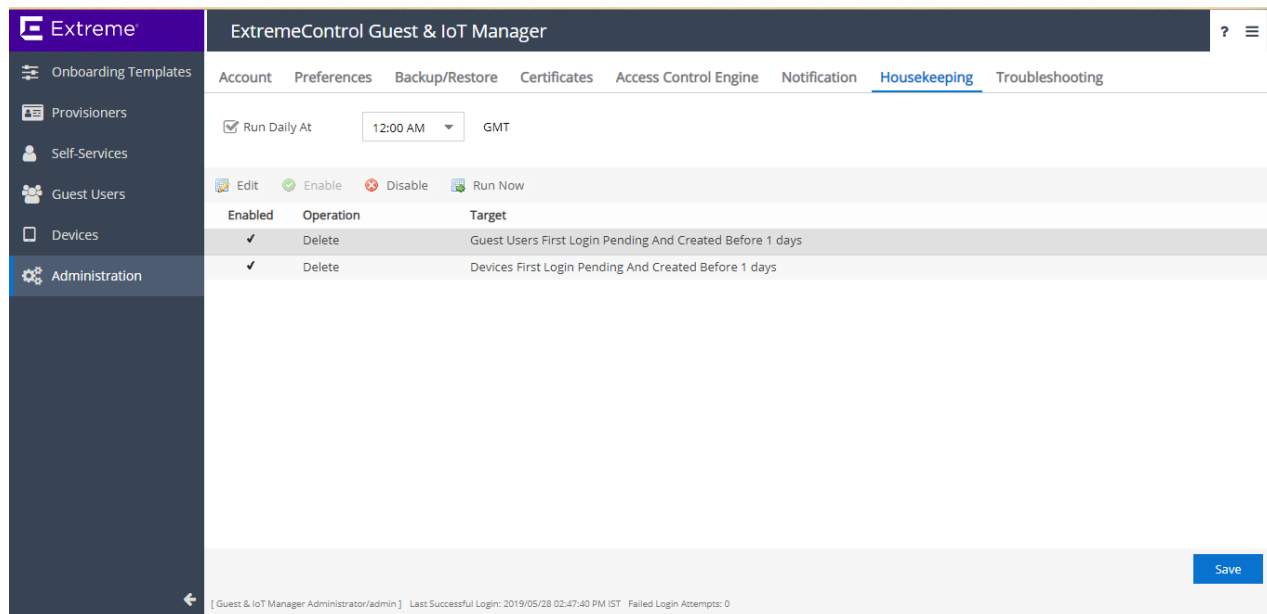 Extreme
ExtremeControl Guest & IoT Manager
?
Onboarding Templates
Provisioners
Self-Services
Guest Users
Devices
Administration
Account Preferences Backup/Restore Certificates Access Control Engine Notification Housekeeping Troubleshooting
Run Daily At 12:00 AM GMT
Edit Enable Disable Run Now
Enabled Operation Target
Delete Guest Users First Login Pending And Created Before 1 days
Delete Devices First Login Pending And Created Before 1 days
Save
[ Guest & IoT Manager Administrator/admin ] Last Successful Login: 2019/05/28 02:47:40 PM IST Failed Login Attempts: 0